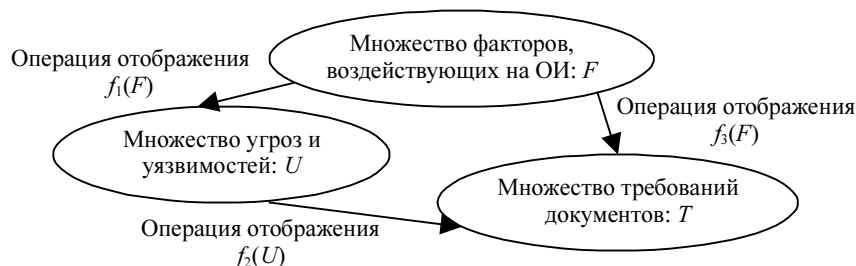 Множество факторов,
воздействующих на ОИ: F
Операция отображения
f₁(F)
Операция отображения
f₃(F)
Множество угроз и
уязвимостей: U
Множество требований
документов: T
Операция отображения
f₂(U)